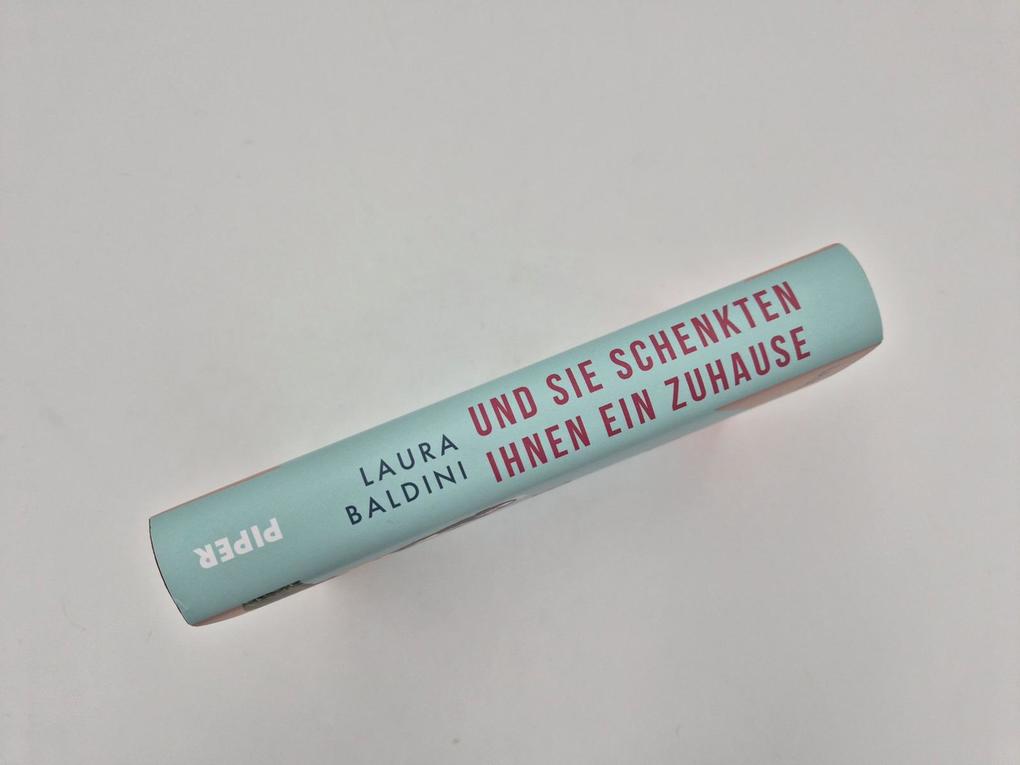 LAURA
BALDINI
UND SIE SCHENKTEN
IHNEN EIN ZUHAUSE
PIPER